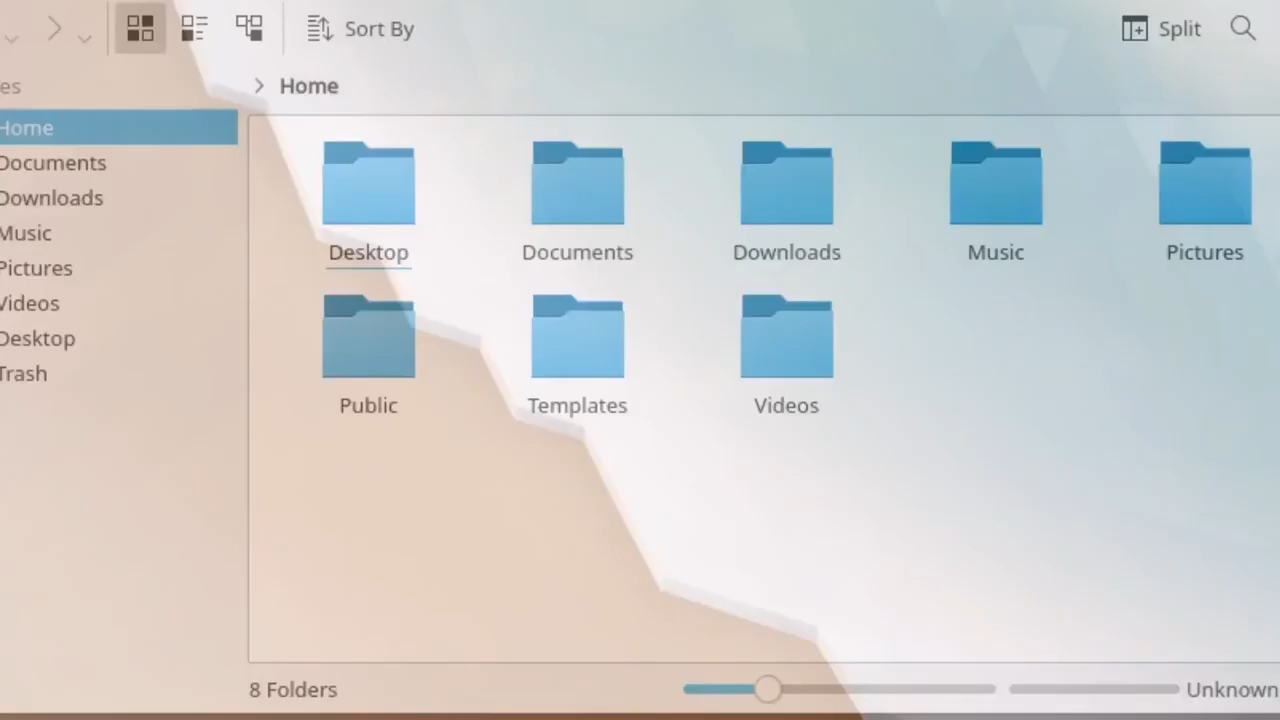 Sort By
Split
es
Home
Home
Documents
Downloads
Music
Pictures
Videos
Desktop
Trash
Desktop
Documents
Downloads
Music
Pictures
Public
Templates
Videos
8 Folders
Unknown